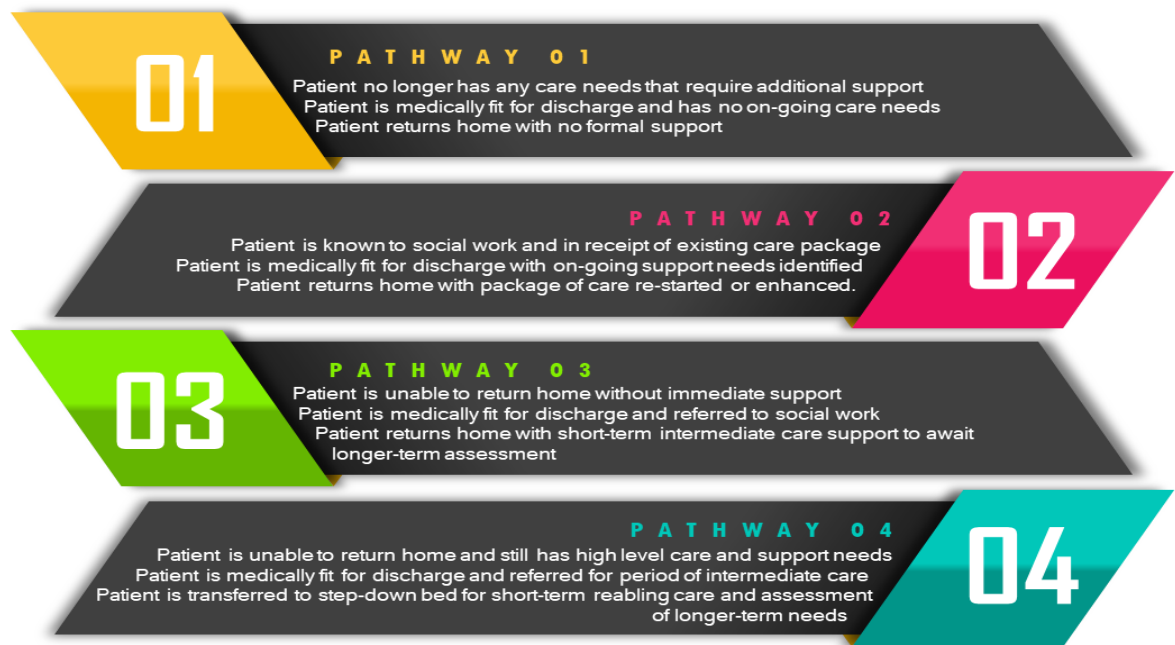 01
PATHWAY 01
Patient no longer has any care needs that require additional support
Patient is medically fit for discharge and has no on-going care needs
Patient returns home with no formal support
PATHWAY 02
02
Patient is known to social work and in receipt of existing care package
Patient is medically fit for discharge with on-going support needs identified
Patient returns home with package of care re-started or enhanced.
03
PATHWAY 03
Patient is unable to return home without immediate support
Patient is medically fit for discharge and referred to social work
Patient returns home with short-term intermediate care support to await
longer-term assessment
PATHWAY 04
04
Patient is unable to return home and still has high level care and support needs
Patient is medically fit for discharge and referred for period of intermediate care
Patient is transferred to step-down bed for short-term reabling care and assessment
of longer-term needs